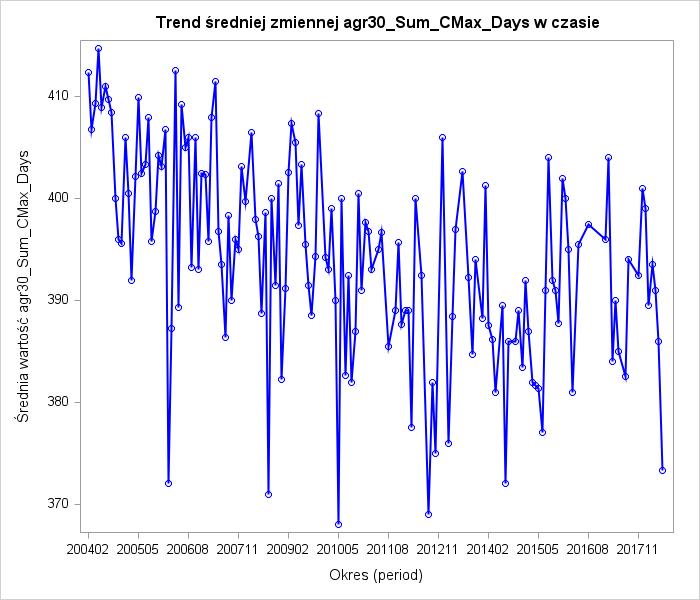 Trend średniej zmiennej agr30_Sum_CMax_Days w czasie
Średnia wartość agr30_Sum_CMax_Days
410
400
390
380
370
200402 200505 200608 200711 200902 201005 201108 201211 201402 201505 201608 201711
Okres (period)